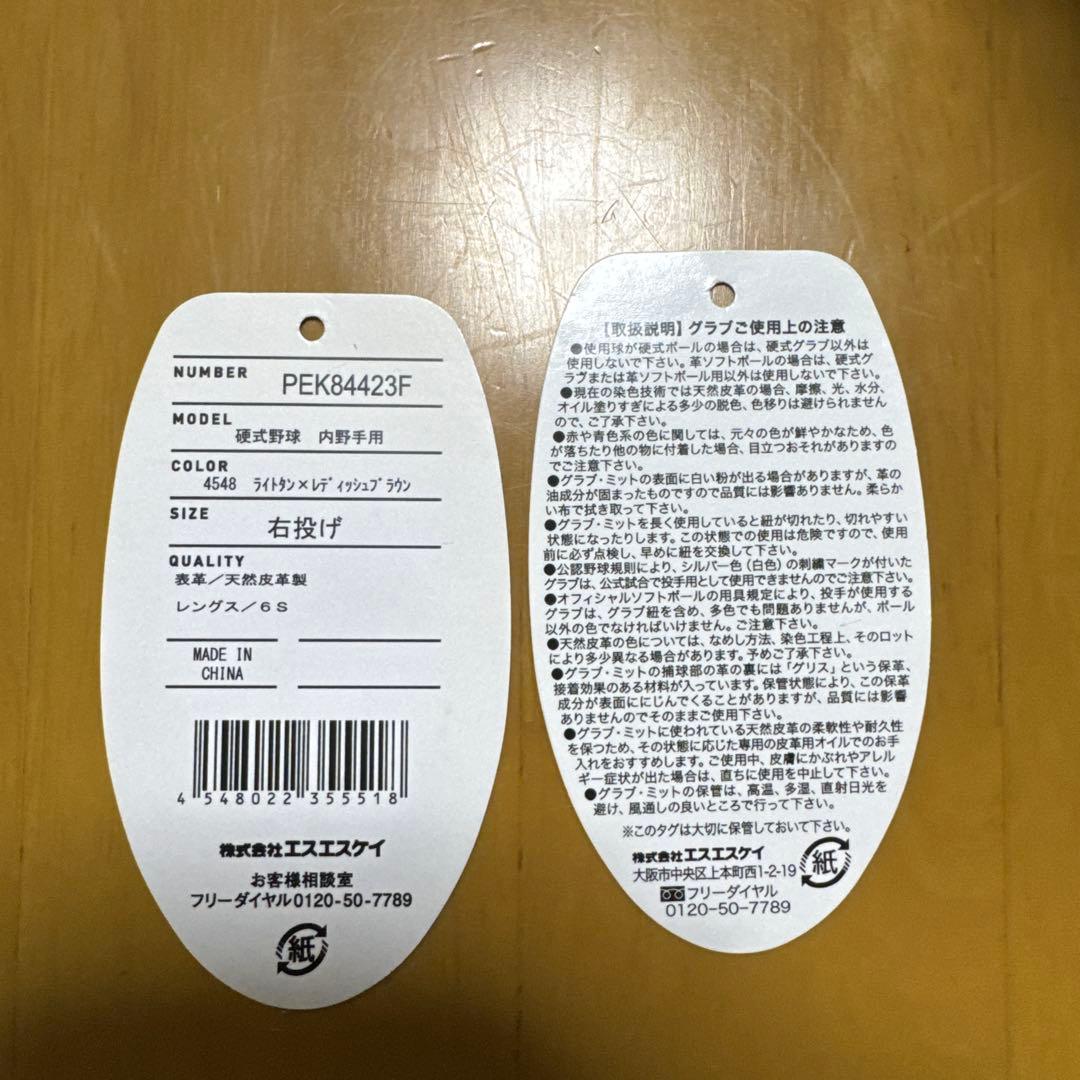 NUMBER
PEK84423F
MODEL
硬式野球 内野手用
COLOR
4548 ライトタン×レディッシュブラウン
SIZE
右投げ
QUALITY
表革／天然皮革製
レングス／6S
MADE IN
CHINA
4 548022 355518
株式会社エスエスケイ
お客様相談室
フリーダイヤル0120-50-7789
紙
【取扱説明】グラブご使用上の注意
●使用球が硬式ボールの場合は、硬式グラブ以外は
使用しないで下さい。革ソフトボールの場合は、硬式グ
ラブまたは革ソフトボール用以外は使用しないで下さい。
●現在の染色技術では天然皮革の場合、摩擦、光、水分、
オイル塗りすぎによる多少の脱色、色移りは避けられません
ので、ご了承下さい。
●赤や青色系の色に関しては、元々の色が鮮やかなため、色
が落ちたり他の物に付着した場合、目立つおそれがありますの
でご注意下さい。
●グラブ・ミットの表面に白い粉が出る場合がありますが、革の
油成分が固まったものですので品質には影響ありません。柔らか
い布で拭き取って下さい。
●グラブ・ミットを長く使用していると紐が切れたり、切れやすい
状態になったりします。この状態での使用は危険ですので、使用
前に必ず点検し、早めに紐を交換して下さい。
●公認野球規則により、シルバー色(白色)の刺繍マークが付いた
グラブは、公式試合で投手用として使用できませんのでご注意下さい。
●オフィシャルソフトボールの用具規定により、投手が使用する
グラブは、グラブ紐を含め、多色でも問題ありませんが、ボール
以外の色でなければいけません。ご注意下さい。
●天然皮革の色については、なめし方法、染色工程上、そのロット
により多少異なる場合があります。予めご了承下さい。
●グラブ・ミットの捕球部の革の裏には「グリス」という保革、
接着効果のある材料が入っています。保管状態により、この保革
成分が表面ににじんでくることがありますが、品質には影響
ありませんのでそのままご使用下さい。
●グラブ・ミットに使われている天然皮革の柔軟性や耐久性
を保つため、その状態に応じた専用の皮革用オイルでのお手
入れをおすすめします。ご使用中、皮膚にかぶれやアレル
ギー症状が出た場合は、直ちに使用を中止して下さい。
●グラブ・ミットの保管は、高温、多湿、直射日光を
避け、風通しの良いところで行って下さい。
※このタグは大切に保管しておいて下さい。
株式会社エスエスケイ
大阪市中央区上本町西1-2-19
フリーダイヤル
0120-50-7789
紙